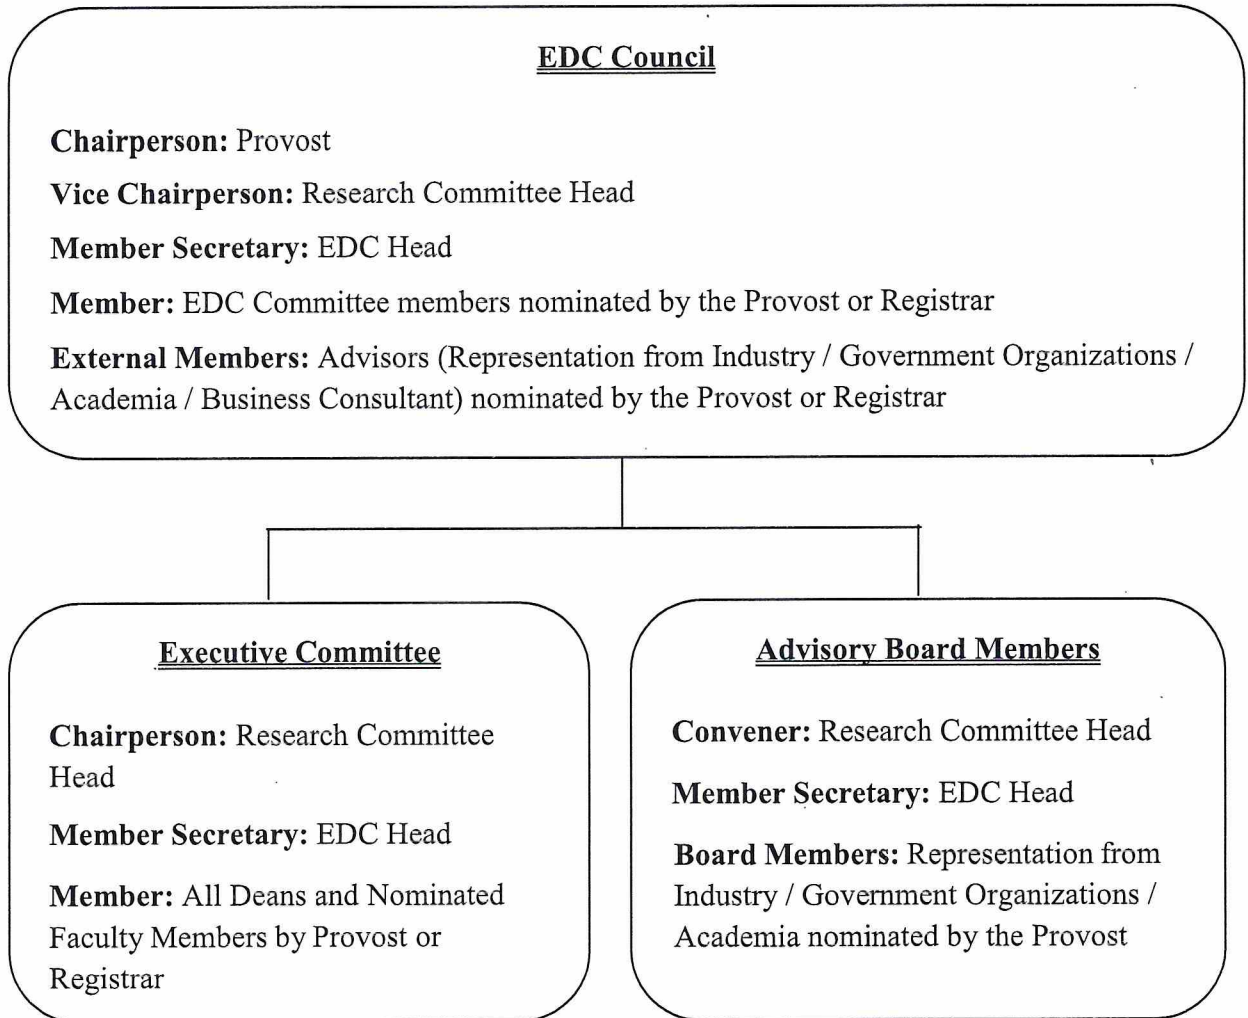 EDC Council
Chairperson: Provost
Vice Chairperson: Research Committee Head
Member Secretary: EDC Head
Member: EDC Committee members nominated by the Provost or Registrar
External Members: Advisors (Representation from Industry / Government Organizations /
Academia / Business Consultant) nominated by the Provost or Registrar
Executive Committee
Chairperson: Research Committee
Head
Member Secretary: EDC Head
Member: All Deans and Nominated
Faculty Members by Provost or
Registrar
Advisory Board Members
Convener: Research Committee Head
Member Secretary: EDC Head
Board Members: Representation from
Industry / Government Organizations /
Academia nominated by the Provost